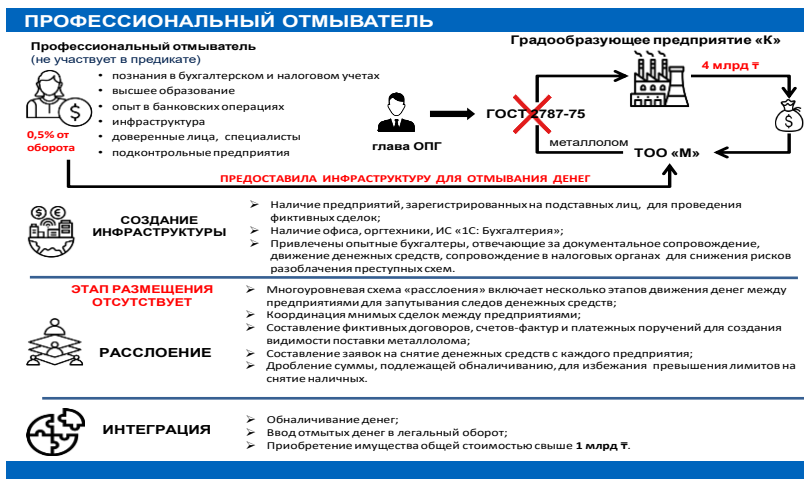 ПРОФЕССИОНАЛЬНЫЙ ОТМЫВАТЕЛЬ
Профессиональный отмыватель
(не участвует в предикате)
• познания в бухгалтерском и налоговом учетах
• высшее образование
• опыт в банковских операциях
• инфраструктура
• доверенные лица, специалисты
• подконтрольные предприятия
0,5% от
оборота
глава ОПГ
Градообразующее предприятие «К»
4 млрд ₸
ГОСТ 2787-75
металлолом
ТОО «М»
ПРЕДОСТАВИЛА ИНФРАСТРУКТУРУ ДЛЯ ОТМЫВАНИЯ ДЕНЕГ
СОЗДАНИЕ
ИНФРАСТРУКТУРЫ
➢ Наличие предприятий, зарегистрированных на подставных лиц, для проведения
фиктивных сделок;
➢ Наличие офиса, оргтехники, ИС «1С: Бухгалтерия»;
➢ Привлечены опытные бухгалтеры, отвечающие за документальное сопровождение,
движение денежных средств, сопровождение в налоговых органах для снижения рисков
разоблачения преступных схем.
ЭТАП РАЗМЕЩЕНИЯ
ОТСУТСТВУЕТ
РАССЛОЕНИЕ
➢ Многоуровневая схема «расслоения» включает несколько этапов движения денег между
предприятиями для запутывания следов денежных средств;
➢ Координация мнимых сделок между предприятиями;
➢ Составление фиктивных договоров, счетов-фактур и платежных поручений для создания
видимости поставки металлолома;
➢ Составление заявок на снятие денежных средств с каждого предприятия;
➢ Дробление суммы, подлежащей обналичиванию, для избежания превышения лимитов на
снятие наличных.
ИНТЕГРАЦИЯ
➢ Обналичивание денег;
➢ Ввод отмытых денег в легальный оборот;
➢ Приобретение имущества общей стоимостью свыше 1 млрд ₸.